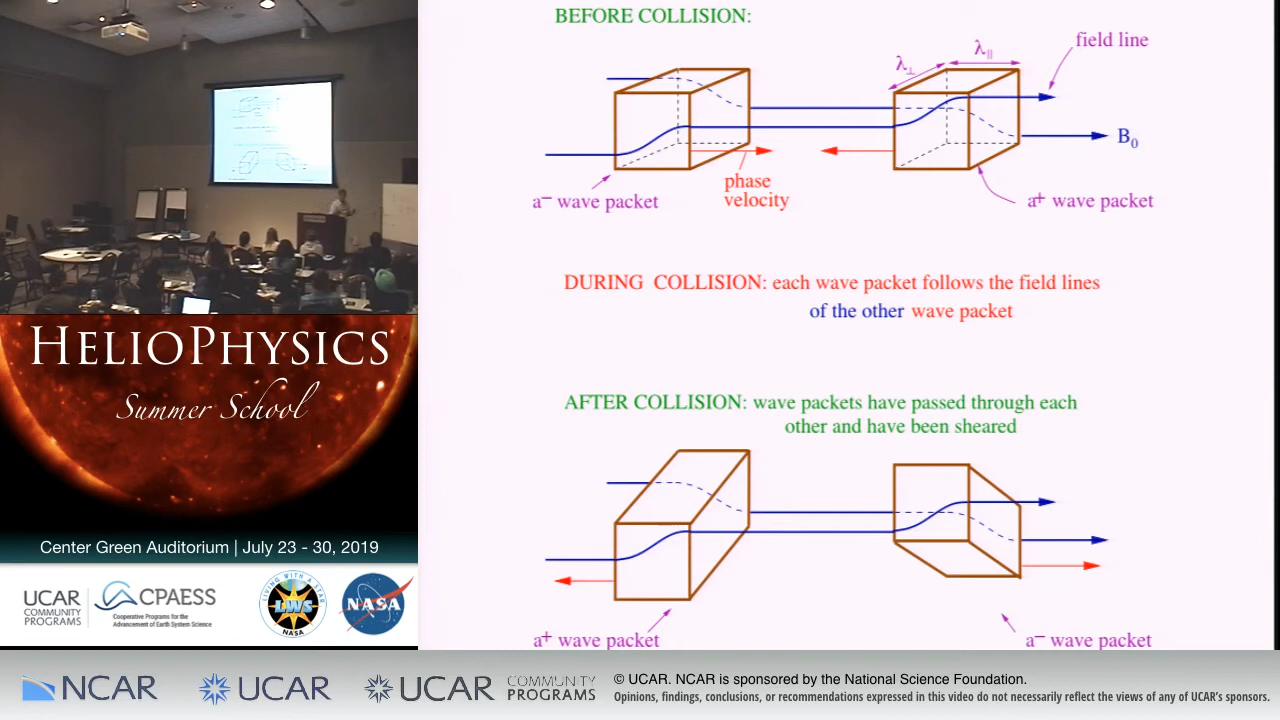 BEFORE COLLISION:
field line
λ⊥
λ∥
B₀
phase
velocity
a⁻ wave packet
a⁺ wave packet
DURING COLLISION: each wave packet follows the field lines
of the other wave packet
AFTER COLLISION: wave packets have passed through each
other and have been sheared
a⁺ wave packet
a⁻ wave packet
HELIOPHYSICS
Summer School
Center Green Auditorium | July 23 - 30, 2019
UCAR
COMMUNITY
PROGRAMS
CPAESS
Cooperative Programs for the
Advancement of Earth System Science
LIVING WITH A STAR
LWS
NASA
NASA
NCAR
UCAR
UCAR
COMMUNITY
PROGRAMS
© UCAR. NCAR is sponsored by the National Science Foundation.
Opinions, findings, conclusions, or recommendations expressed in this video do not necessarily reflect the views of any of UCAR's sponsors.